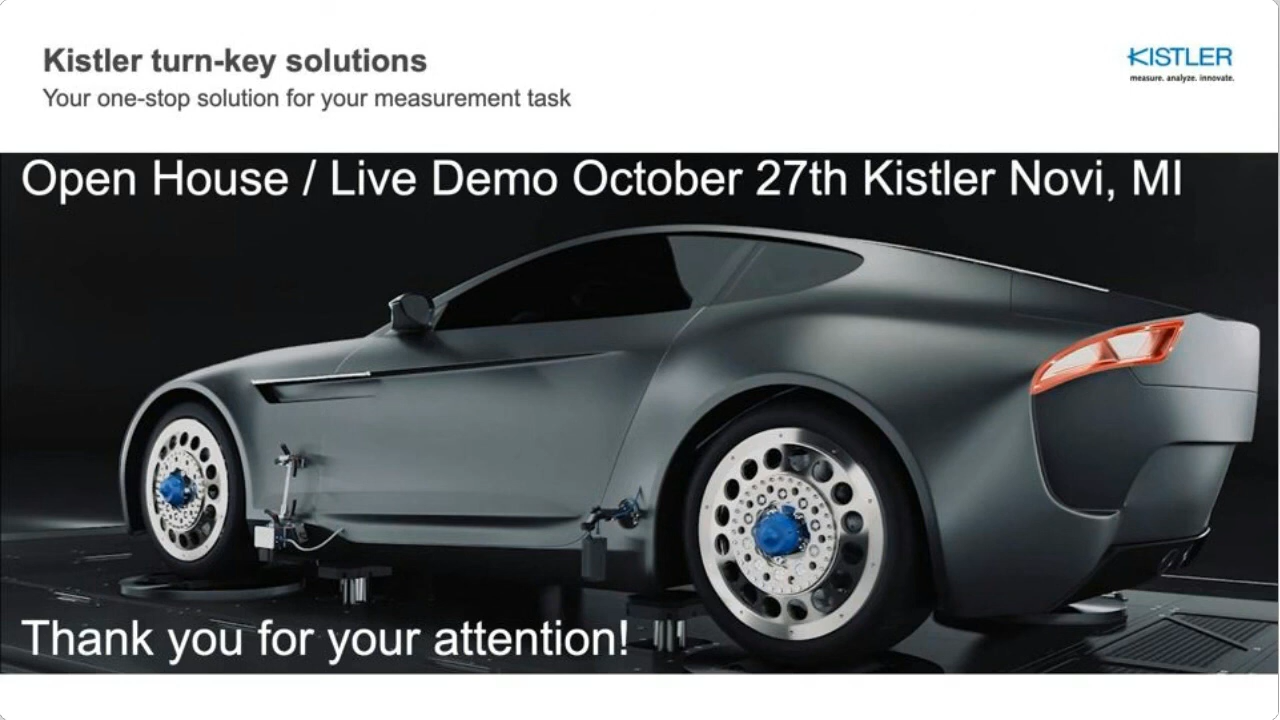 Kistler turn-key solutions
Your one-stop solution for your measurement task
KISTLER
measure. analyze. innovate.
Open House / Live Demo October 27th Kistler Novi, MI
Thank you for your attention!